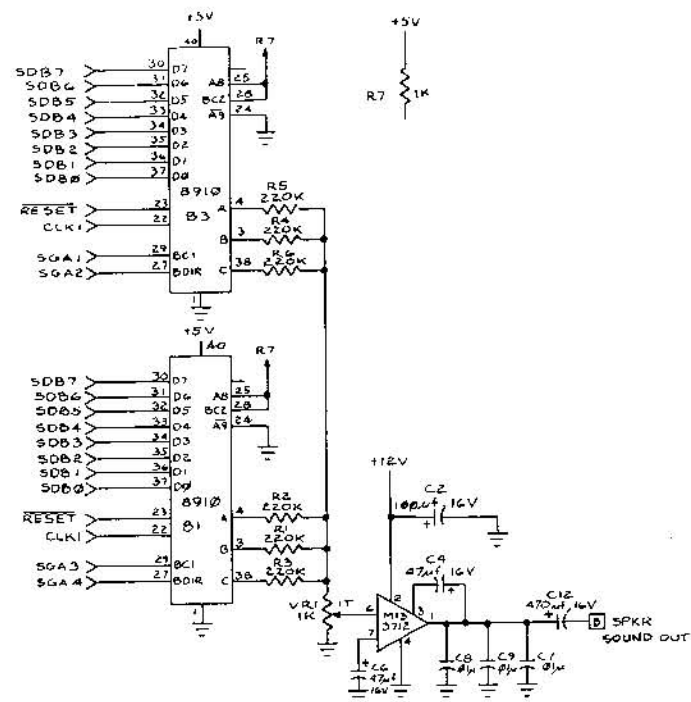 +5V
+5V
40
R7
R7
1K
SDB7 30 D7
SDB6 31 D6 A8 25
SDB5 32 D5 BC2 28
SDB4 33 D4 A9 24
SDB3 34 D3
SDB2 35 D2
SDB1 36 D1
SDBØ 37 DØ
891Ø
B3
RESET 23
CLK1 22
SGA1 29 BC1
SGA2 27 BDIR
A 4 R5 220K
B 3 R4 220K
C 38 R6 220K
1
+5V
40
R7
SDB7 30 D7
SDB6 31 D6 A8 25
SDB5 32 D5 BC2 28
SDB4 33 D4 A9 24
SDB3 34 D3
SDB2 35 D2
SDB1 36 D1
SDBØ 37 DØ
891Ø
B1
RESET 23
CLK1 22
SGA3 29 BC1
SGA4 27 BDIR
A 4 R2 220K
B 3 R1 220K
C 38 R3 220K
1
+12V
C2
100µf, 16V
+
C4
47µf, 16V
+
VR1 1T
1K
6 2 3 1
7 4
3712
C12
470µf, 16V
+
SPKR
SOUND OUT
+
C6
47µf
16V
C8
C9